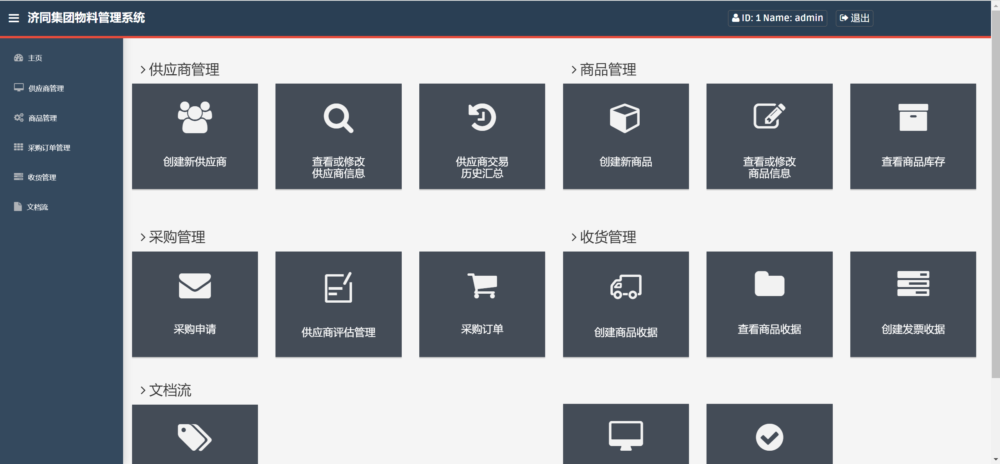 济同集团物料管理系统
ID: 1 Name: admin
退出
主页
供应商管理
商品管理
采购订单管理
收货管理
文档流
供应商管理
创建新供应商
查看或修改
供应商信息
供应商交易
历史汇总
商品管理
创建新商品
查看或修改
商品信息
查看商品库存
采购管理
采购申请
供应商评估管理
采购订单
收货管理
创建商品收据
查看商品收据
创建发票收据
文档流